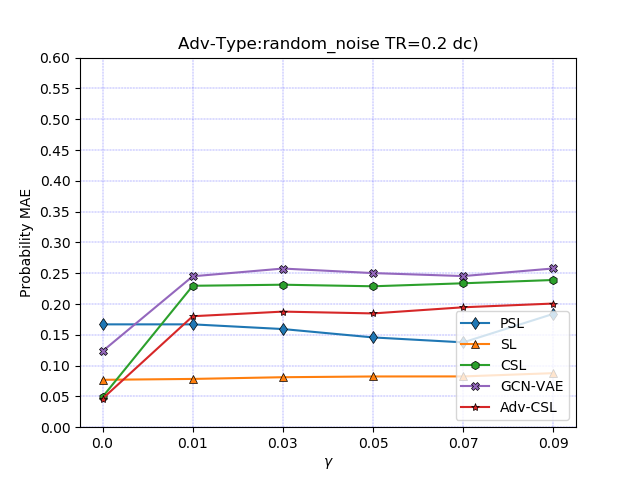 Adv-Type:random_noise TR=0.2 dc)
Probability MAE
0.60
0.55
0.50
0.45
0.40
0.35
0.30
0.25
0.20
0.15
0.10
0.05
0.00
0.0 0.01 0.03 0.05 0.07 0.09
γ
PSL
SL
CSL
GCN-VAE
Adv-CSL